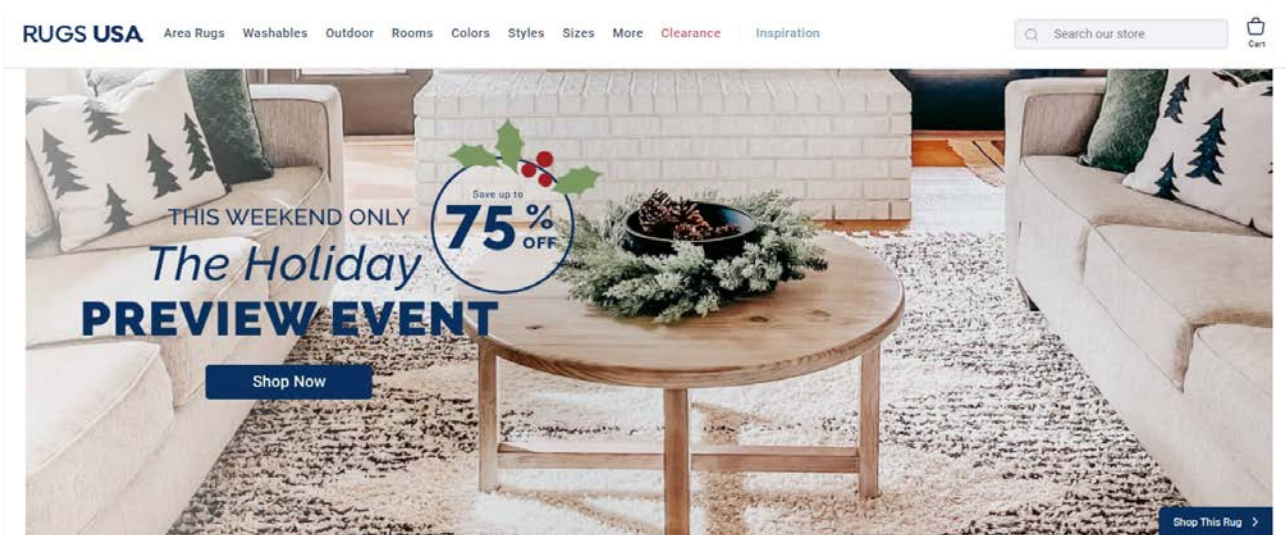 RUGS USA Area Rugs Washables Outdoor Rooms Colors Styles Sizes More Clearance Inspiration Search our store
Cart
Save up to
75% OFF
THIS WEEKEND ONLY
The Holiday
PREVIEW EVENT
Shop Now
Shop This Rug >